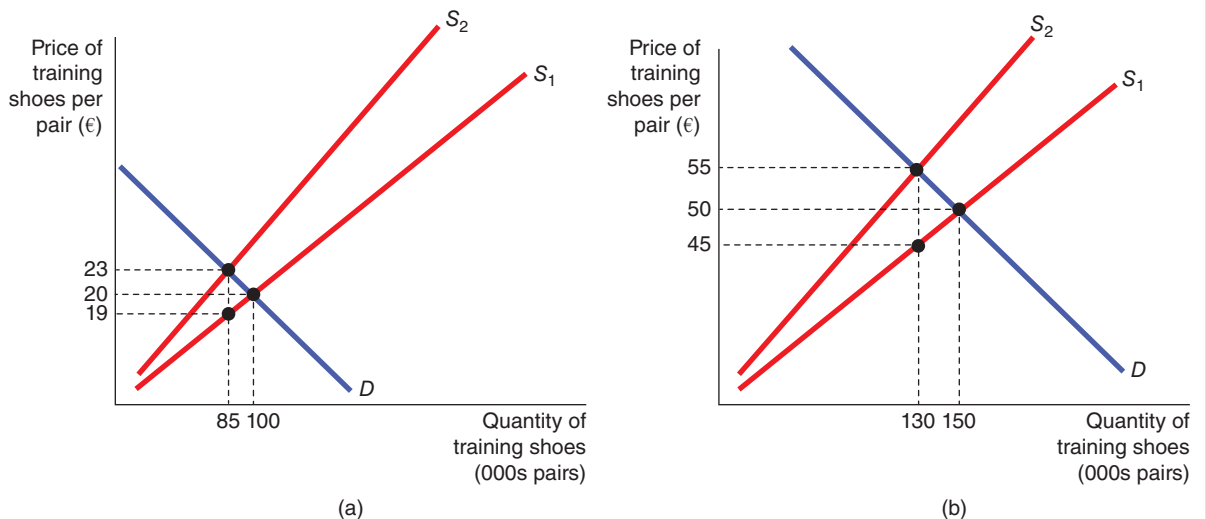 Price of
training
shoes per
pair (€)
S2
S1
23
20
19
D
85 100
Quantity of
training shoes
(000s pairs)
(a)
Price of
training
shoes per
pair (€)
S2
S1
55
50
45
D
130 150
Quantity of
training shoes
(000s pairs)
(b)